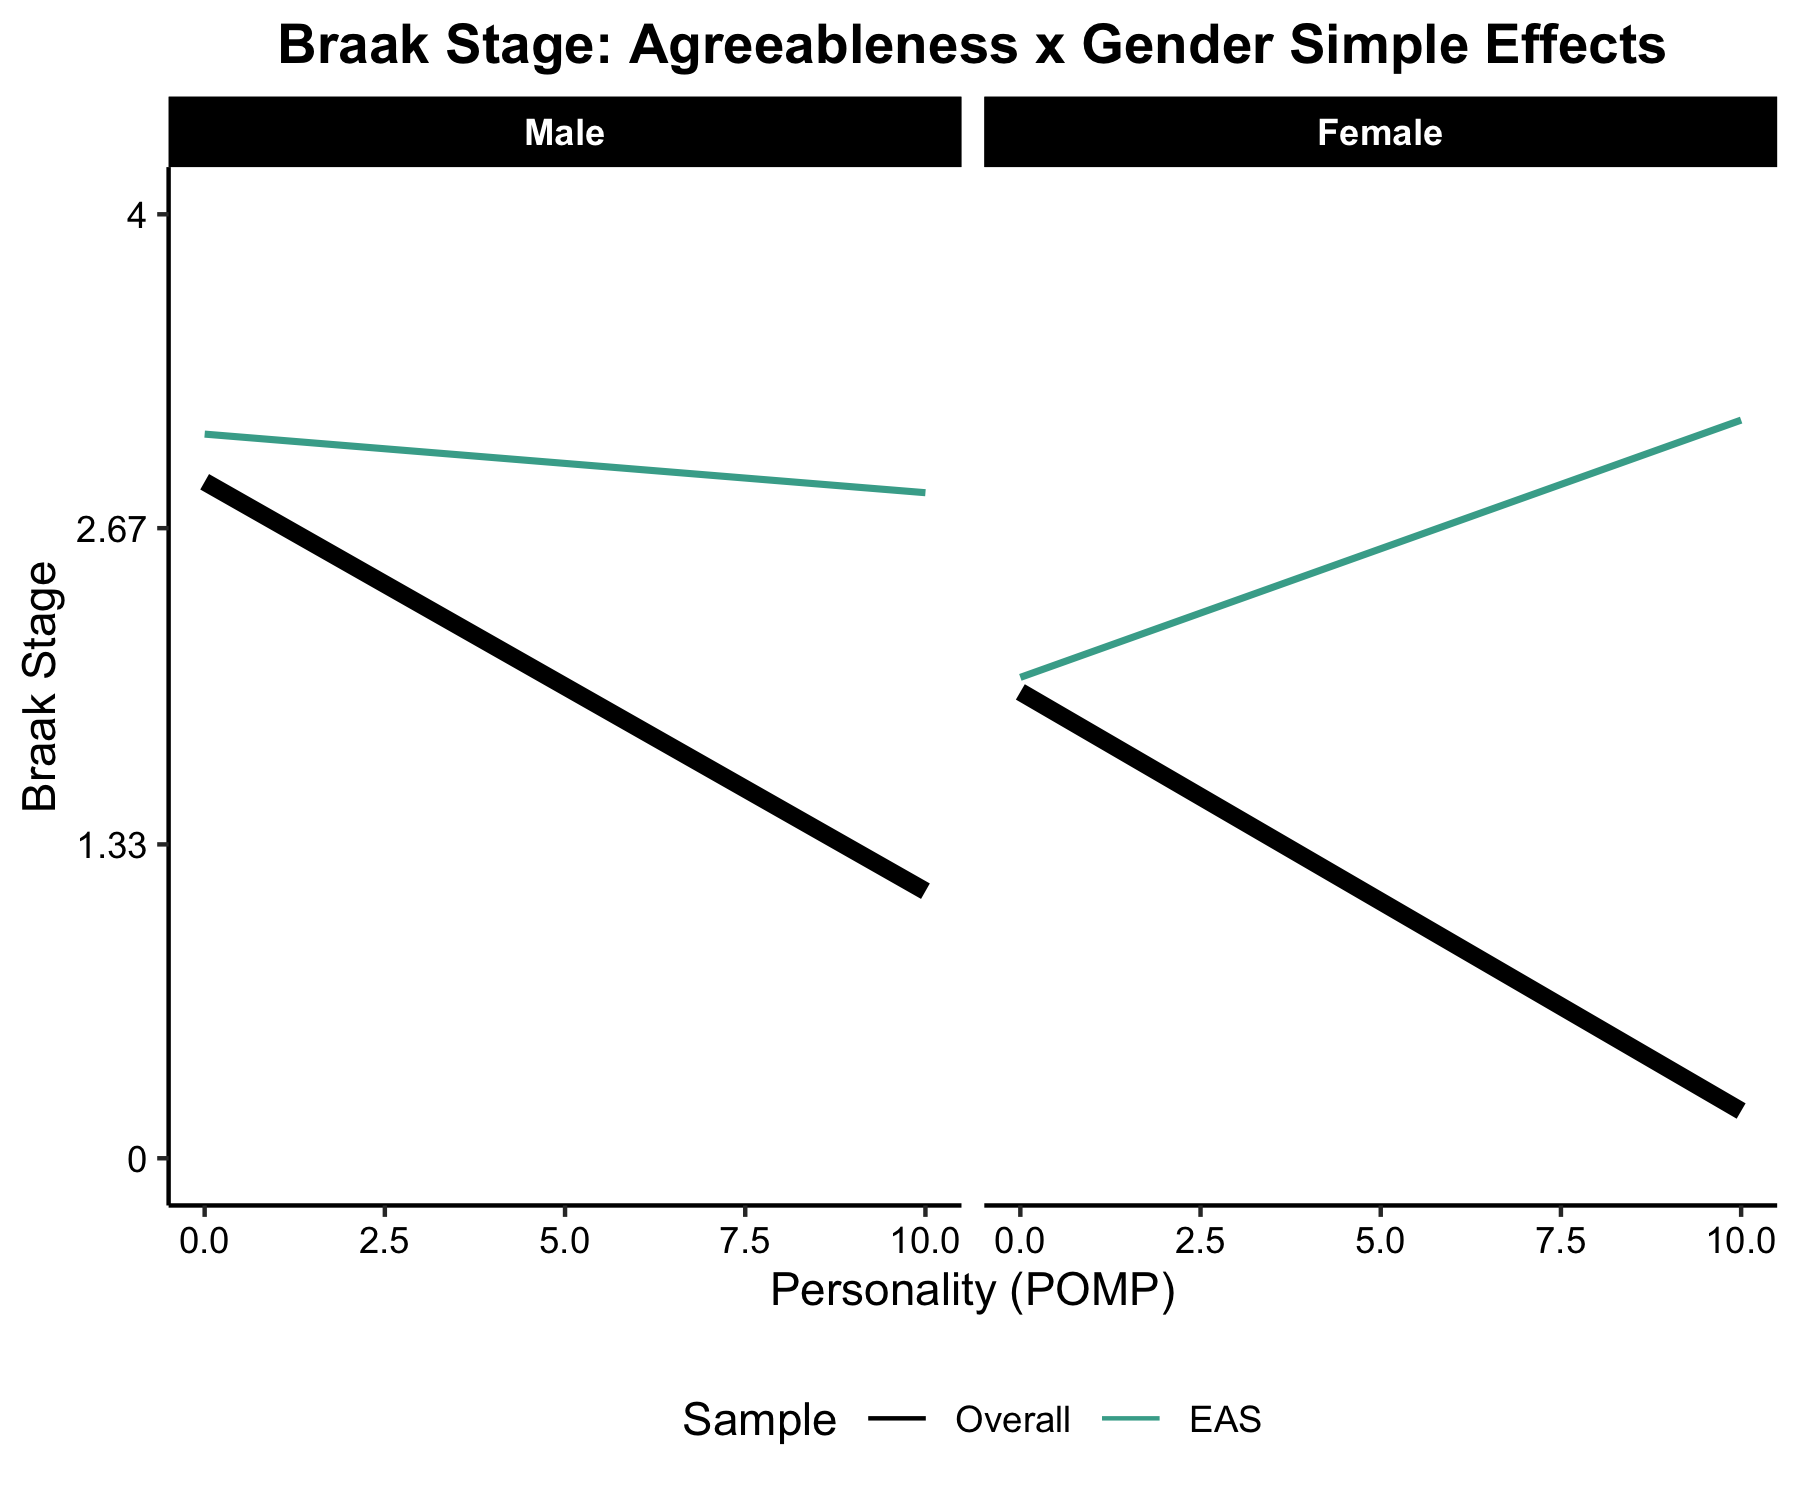 Braak Stage: Agreeableness x Gender Simple Effects
Male Female
4
2.67
1.33
0
Braak Stage
0.0 2.5 5.0 7.5 10.0 0.0 2.5 5.0 7.5 10.0
Personality (POMP)
Sample Overall EAS